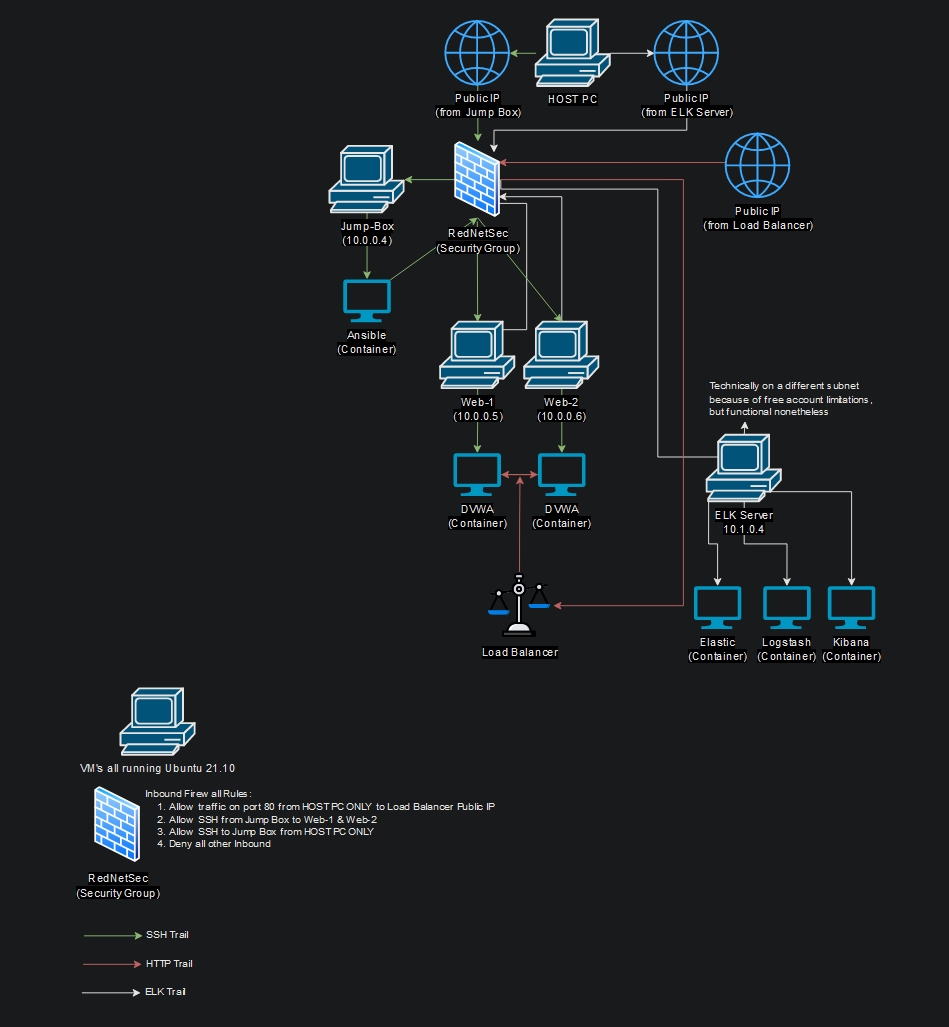 Public IP
(from Jump Box)
HOST PC
Public IP
(from ELK Server)
Public IP
(from Load Balancer)
Jump-Box
(10.0.0.4)
RedNetSec
(Security Group)
Ansible
(Container)
Web-1
(10.0.0.5)
Web-2
(10.0.0.6)
Technically on a different subnet
because of free account limitations,
but functional nonetheless
DVWA
(Container)
DVWA
(Container)
ELK Server
10.1.0.4
Load Balancer
Elastic
(Container)
Logstash
(Container)
Kibana
(Container)
VM's all running Ubuntu 21.10
Inbound Firewall Rules:
1. Allow traffic on port 80 from HOST PC ONLY to Load Balancer Public IP
2. Allow SSH from Jump Box to Web-1 & Web-2
3. Allow SSH to Jump Box from HOST PC ONLY
4. Deny all other Inbound
RedNetSec
(Security Group)
SSH Trail
HTTP Trail
ELK Trail